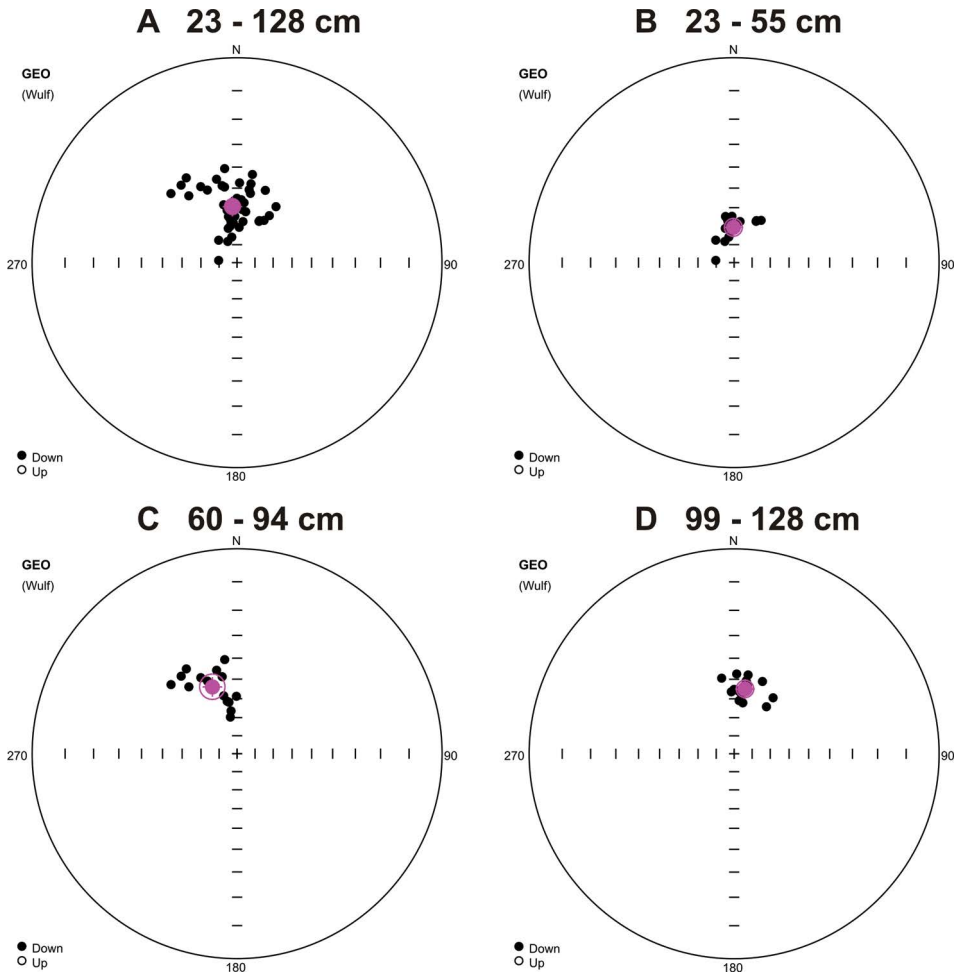 A 23 - 128 cm
N
GEO
(Wulf)
270
90
Down
Up
180
B 23 - 55 cm
N
GEO
(Wulf)
270
90
Down
Up
180
C 60 - 94 cm
N
GEO
(Wulf)
270
90
Down
Up
180
D 99 - 128 cm
N
GEO
(Wulf)
270
90
Down
Up
180